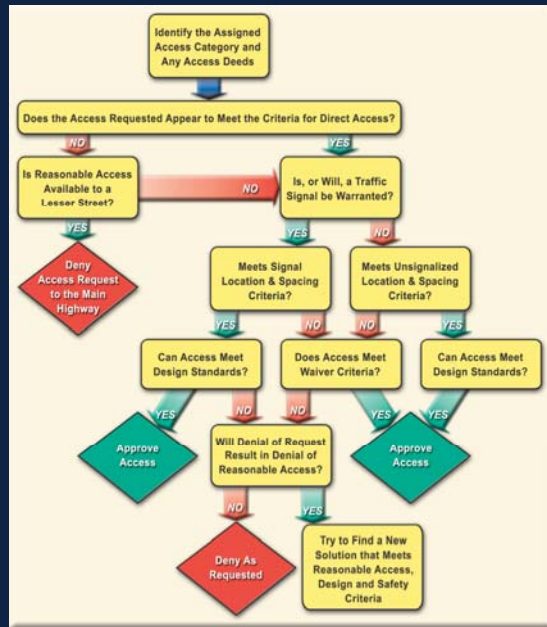 Identify the Assigned
Access Category and
Any Access Deeds
Does the Access Requested Appear to Meet the Criteria for Direct Access?
NO
YES
Is Reasonable Access
Available to a
Lesser Street?
NO
Is, or Will, a Traffic
Signal be Warranted?
YES
YES
NO
Deny
Access Request
to the Main
Highway
Meets Signal
Location & Spacing
Criteria?
Meets Unsignalized
Location & Spacing
Criteria?
YES
NO
NO
YES
Can Access Meet
Design Standards?
Does Access Meet
Waiver Criteria?
Can Access Meet
Design Standards?
YES
NO
NO
YES
YES
Approve
Access
Will Denial of Request
Result in Denial of
Reasonable Access?
Approve
Access
NO
YES
Deny As
Requested
Try to Find a New
Solution that Meets
Reasonable Access,
Design and Safety
Criteria